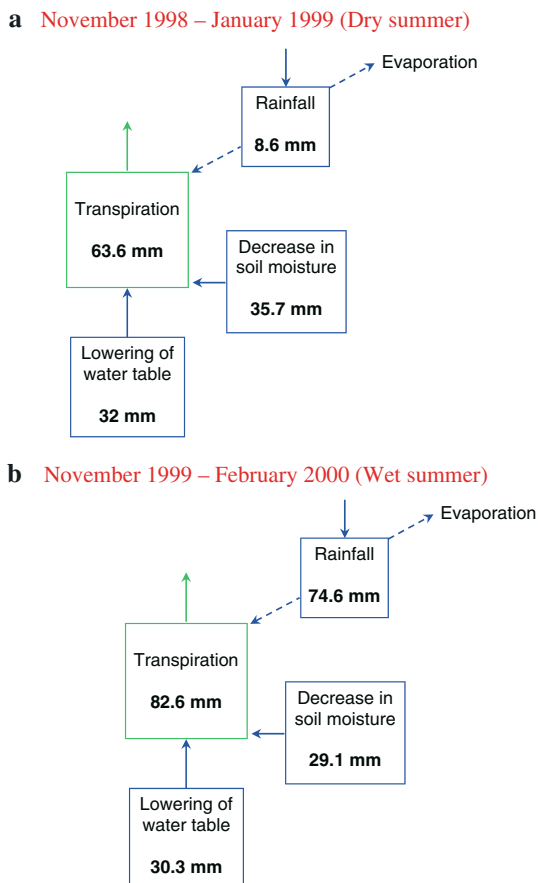 a November 1998 – January 1999 (Dry summer)
Evaporation
Rainfall
8.6 mm
Transpiration
63.6 mm
Decrease in
soil moisture
35.7 mm
Lowering of
water table
32 mm
b November 1999 – February 2000 (Wet summer)
Evaporation
Rainfall
74.6 mm
Transpiration
82.6 mm
Decrease in
soil moisture
29.1 mm
Lowering of
water table
30.3 mm